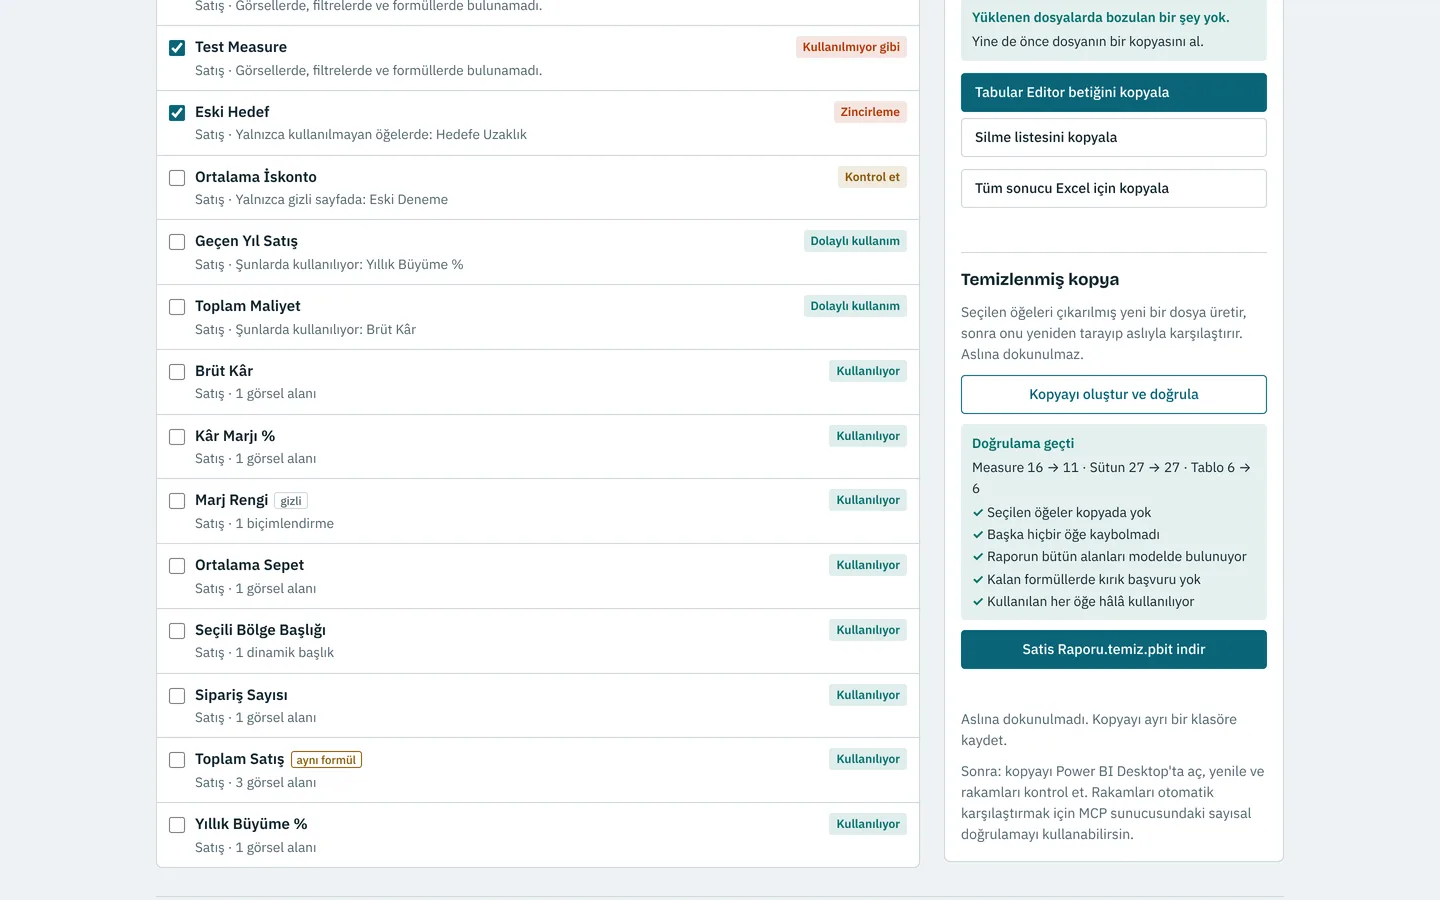 Satış · Görsellerde, filtrelerde ve formüllerde bulunamadı.
Test Measure
Kullanılmıyor gibi
Satış · Görsellerde, filtrelerde ve formüllerde bulunamadı.
Eski Hedef
Zincirleme
Satış · Yalnızca kullanılmayan öğelerde: Hedefe Uzaklık
Ortalama İskonto
Kontrol et
Satış · Yalnızca gizli sayfada: Eski Deneme
Geçen Yıl Satış
Dolaylı kullanım
Satış · Şunlarda kullanılıyor: Yıllık Büyüme %
Toplam Maliyet
Dolaylı kullanım
Satış · Şunlarda kullanılıyor: Brüt Kâr
Brüt Kâr
Kullanılıyor
Satış · 1 görsel alanı
Kâr Marjı %
Kullanılıyor
Satış · 1 görsel alanı
Marj Rengi gizli
Kullanılıyor
Satış · 1 biçimlendirme
Ortalama Sepet
Kullanılıyor
Satış · 1 görsel alanı
Seçili Bölge Başlığı
Kullanılıyor
Satış · 1 dinamik başlık
Sipariş Sayısı
Kullanılıyor
Satış · 1 görsel alanı
Toplam Satış aynı formül
Kullanılıyor
Satış · 3 görsel alanı
Yıllık Büyüme %
Kullanılıyor
Satış · 1 görsel alanı
Yüklenen dosyalarda bozulan bir şey yok.
Yine de önce dosyanın bir kopyasını al.
Tabular Editor betiğini kopyala
Silme listesini kopyala
Tüm sonucu Excel için kopyala
Temizlenmiş kopya
Seçilen öğeleri çıkarılmış yeni bir dosya üretir,
sonra onu yeniden tarayıp aslıyla karşılaştırır.
Aslına dokunulmaz.
Kopyayı oluştur ve doğrula
Doğrulama geçti
Measure 16 → 11 · Sütun 27 → 27 · Tablo 6 →
6
✓ Seçilen öğeler kopyada yok
✓ Başka hiçbir öğe kaybolmadı
✓ Raporun bütün alanları modelde bulunuyor
✓ Kalan formüllerde kırık başvuru yok
✓ Kullanılan her öğe hâlâ kullanılıyor
Satis Raporu.temiz.pbit indir
Aslına dokunulmadı. Kopyayı ayrı bir klasöre
kaydet.
Sonra: kopyayı Power BI Desktop'ta aç, yenile ve
rakamları kontrol et. Rakamları otomatik
karşılaştırmak için MCP sunucusundaki sayısal
doğrulamayı kullanabilirsin.